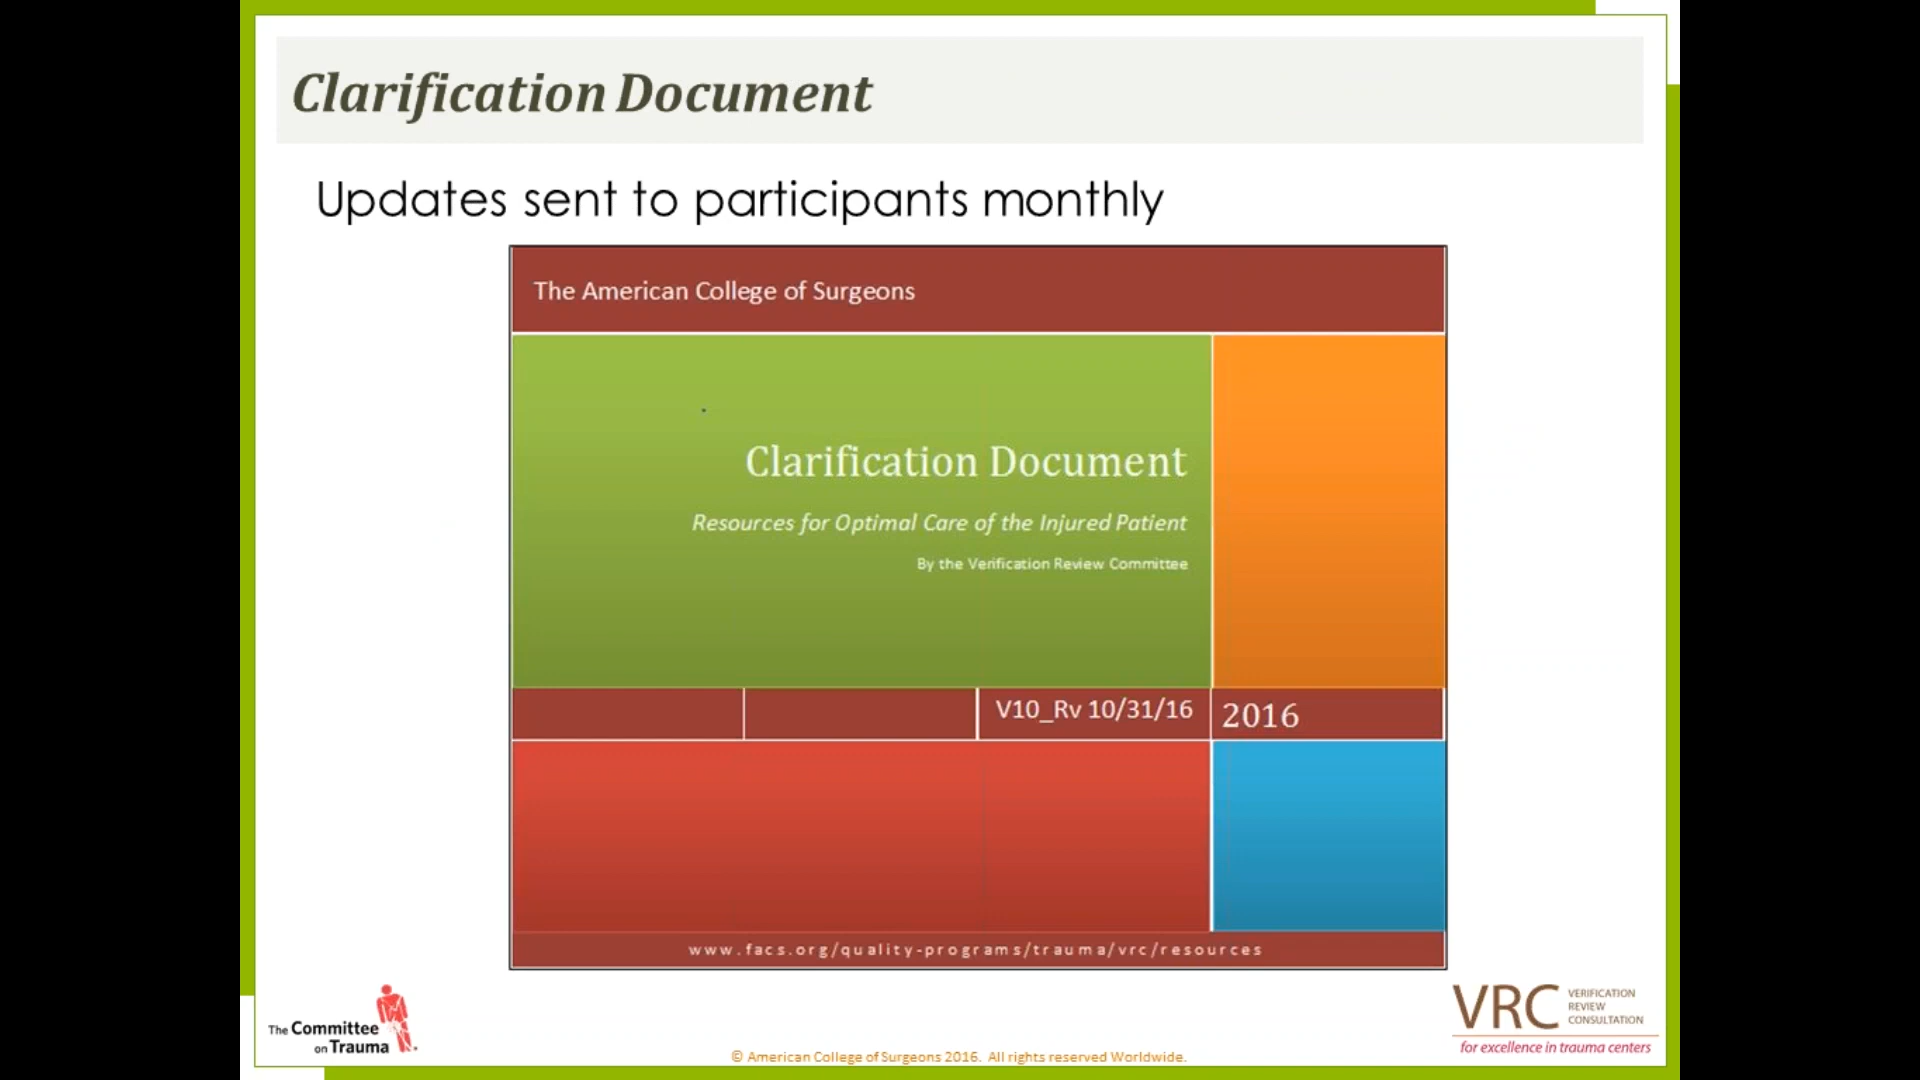 Clarification Document
Updates sent to participants monthly
The American College of Surgeons
Clarification Document
Resources for Optimal Care of the Injured Patient
By the Verification Review Committee
V10_Rv 10/31/16
2016
www.facs.org/quality-programs/trauma/vrc/resources
The Committee
on Trauma
© American College of Surgeons 2016. All rights reserved Worldwide.
VRC
VERIFICATION
REVIEW
CONSULTATION
for excellence in trauma centers